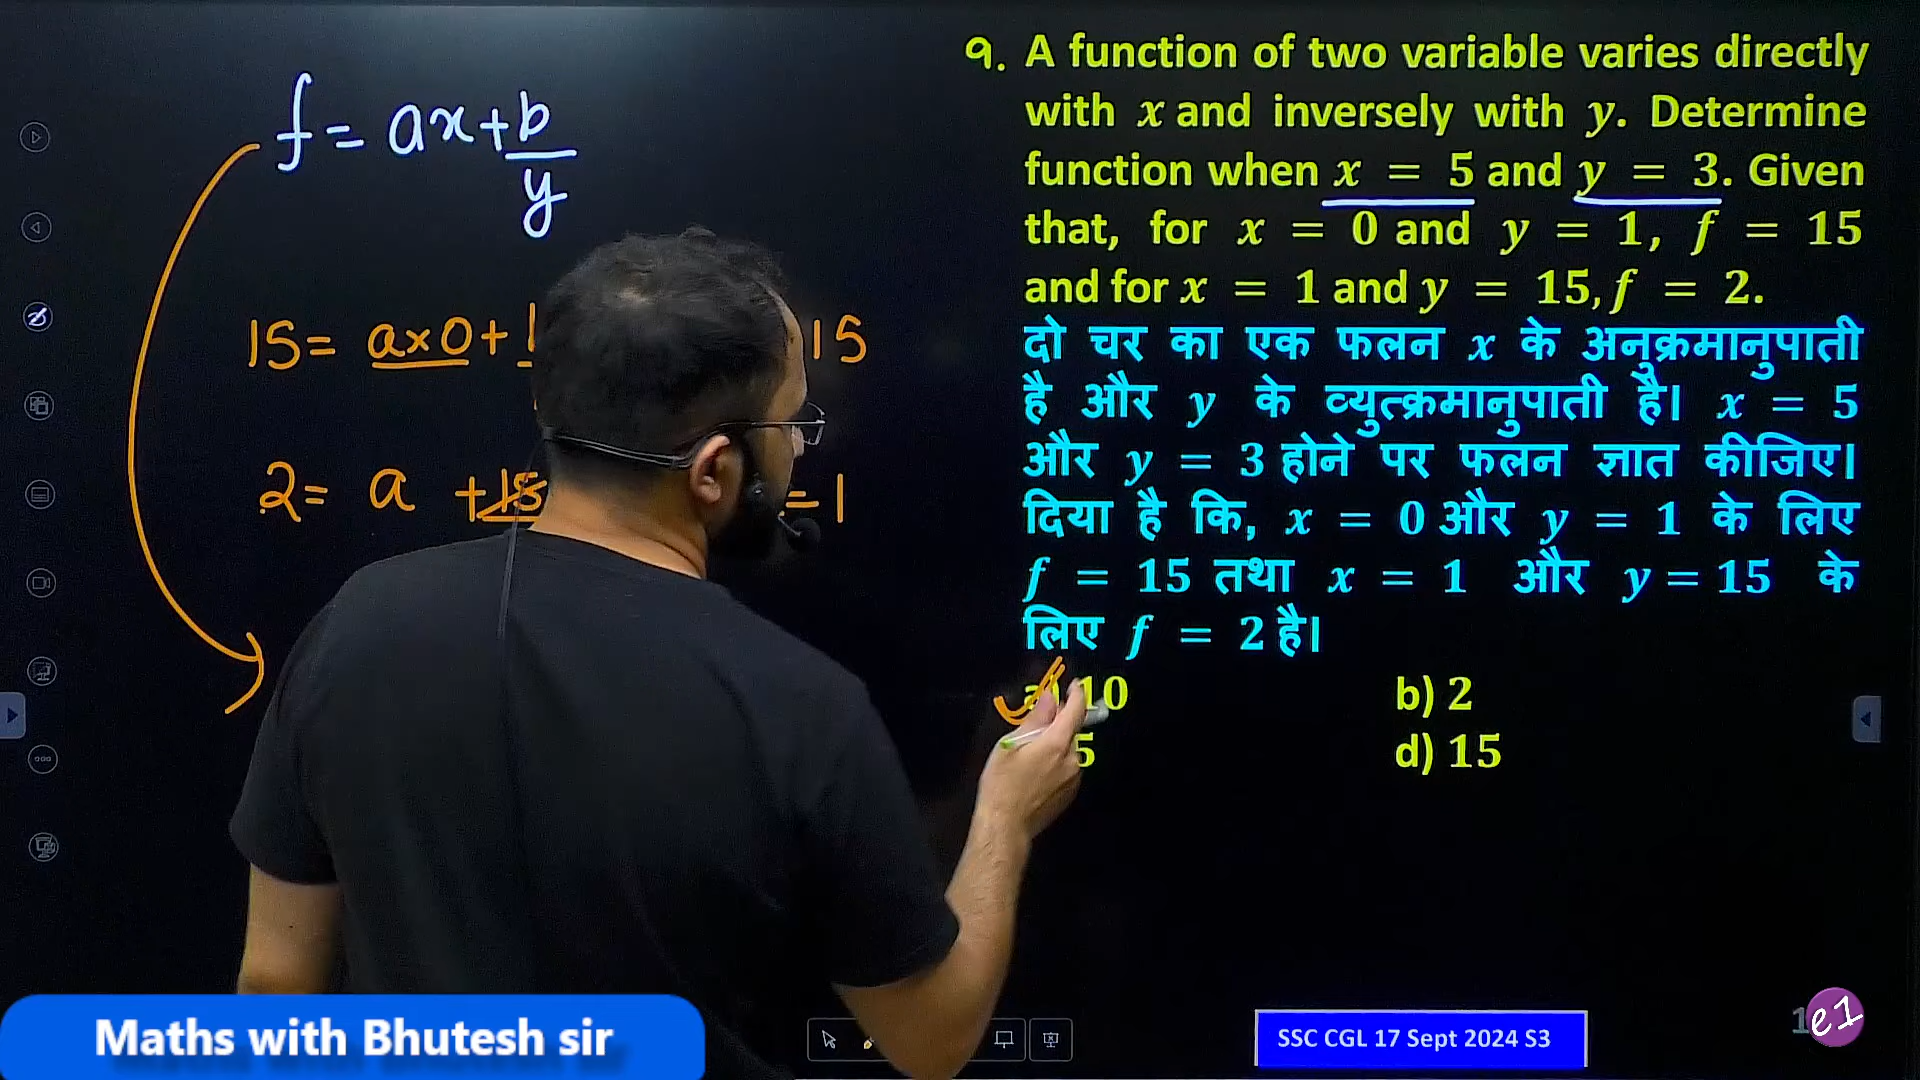 f = ax + b/y
15 = a×0 +
15
2 = a + 15
= 1
9. A function of two variable varies directly
with x and inversely with y. Determine
function when x = 5 and y = 3. Given
that, for x = 0 and y = 1, f = 15
and for x = 1 and y = 15, f = 2.
दो चर का एक फलन x के अनुक्रमानुपाती
है और y के व्युत्क्रमानुपाती है। x = 5
और y = 3 होने पर फलन ज्ञात कीजिए।
दिया है कि, x = 0 और y = 1 के लिए
f = 15 तथा x = 1 और y = 15 के
लिए f = 2 है।
a) 10 b) 2
5 d) 15
Maths with Bhutesh sir
SSC CGL 17 Sept 2024 S3
e1